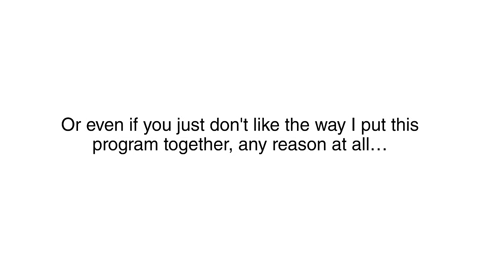 Or even if you just don't like the way I put this
program together, any reason at all…